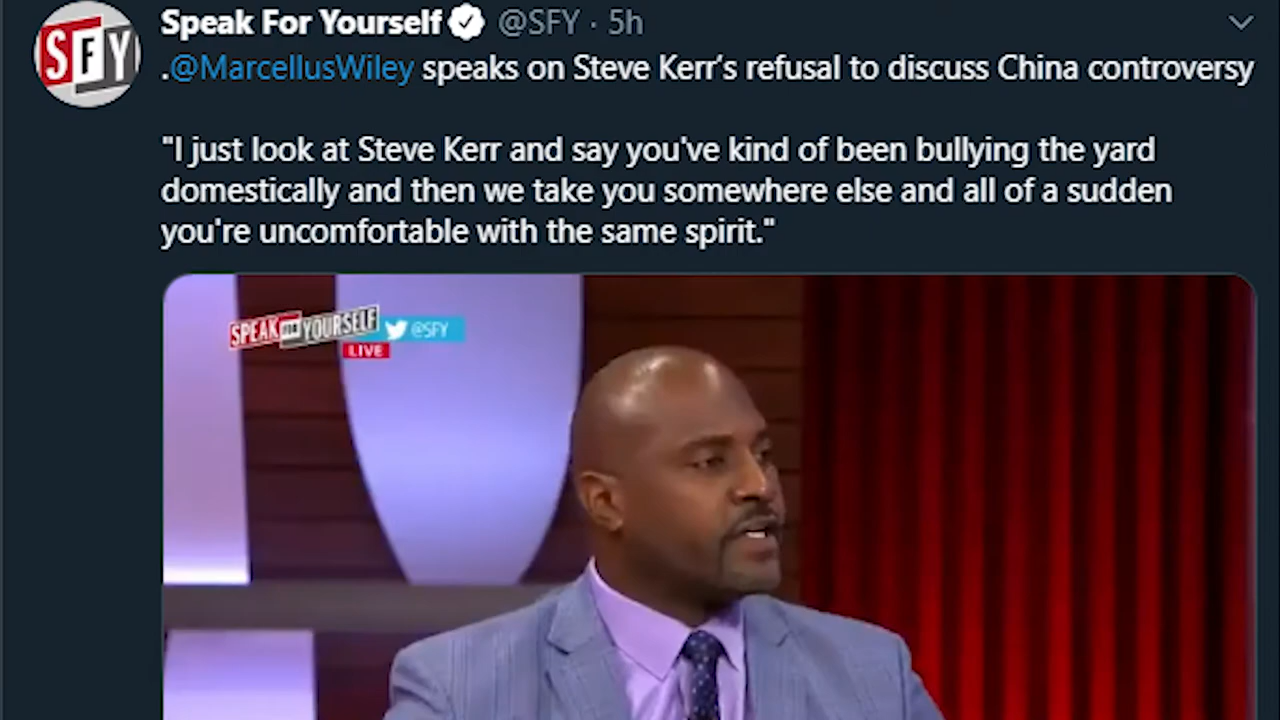 SFY
Speak For Yourself @SFY · 5h
.@MarcellusWiley speaks on Steve Kerr's refusal to discuss China controversy
"I just look at Steve Kerr and say you've kind of been bullying the yard
domestically and then we take you somewhere else and all of a sudden
you're uncomfortable with the same spirit."
SPEAK FOR YOURSELF @SFY
LIVE